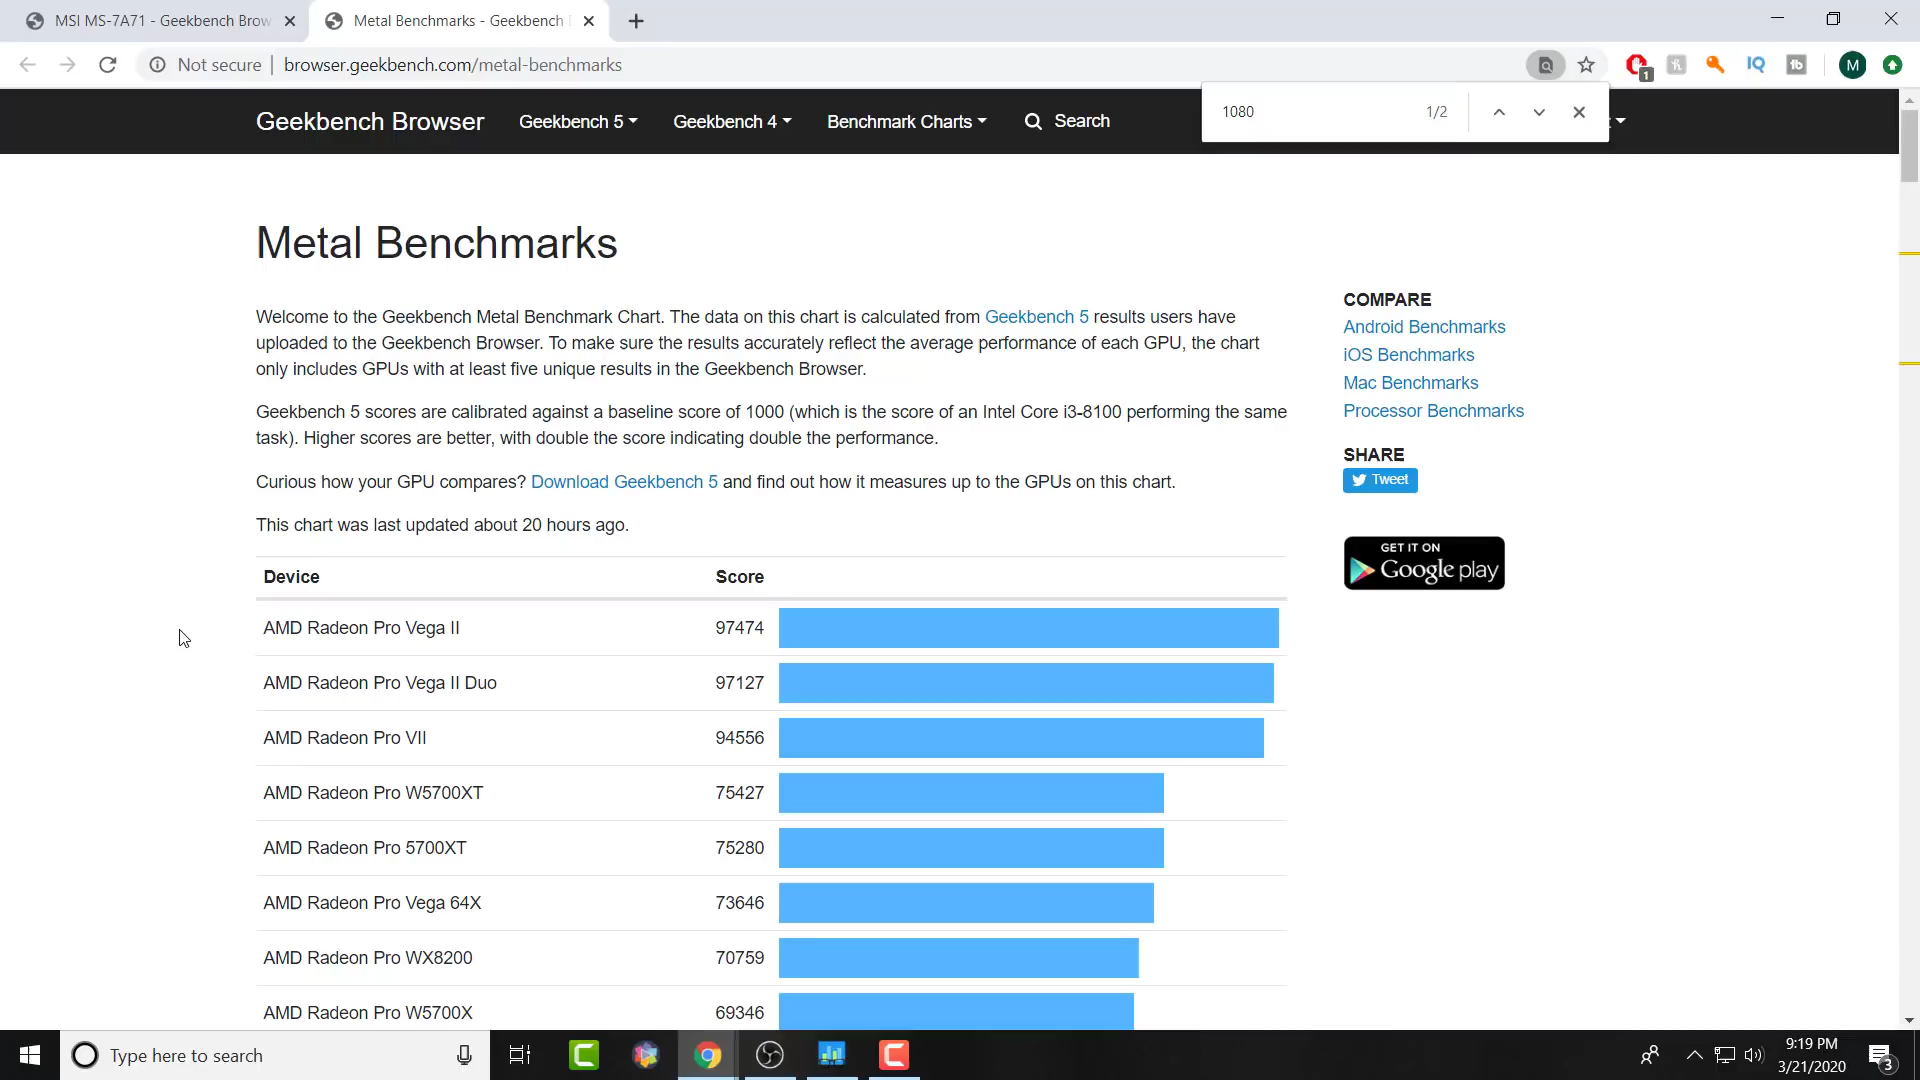 MSI MS-7A71 - Geekbench Brow
Metal Benchmarks - Geekbench
Not secure
browser.geekbench.com/metal-benchmarks
1
IQ
tb
M
1080
1/2
Geekbench Browser
Geekbench 5
Geekbench 4
Benchmark Charts
Search
Metal Benchmarks
Welcome to the Geekbench Metal Benchmark Chart. The data on this chart is calculated from Geekbench 5 results users have
uploaded to the Geekbench Browser. To make sure the results accurately reflect the average performance of each GPU, the chart
only includes GPUs with at least five unique results in the Geekbench Browser.
Geekbench 5 scores are calibrated against a baseline score of 1000 (which is the score of an Intel Core i3-8100 performing the same
task). Higher scores are better, with double the score indicating double the performance.
Curious how your GPU compares? Download Geekbench 5 and find out how it measures up to the GPUs on this chart.
This chart was last updated about 20 hours ago.
Device Score
AMD Radeon Pro Vega II 97474
AMD Radeon Pro Vega II Duo 97127
AMD Radeon Pro VII 94556
AMD Radeon Pro W5700XT 75427
AMD Radeon Pro 5700XT 75280
AMD Radeon Pro Vega 64X 73646
AMD Radeon Pro WX8200 70759
AMD Radeon Pro W5700X 69346
COMPARE
Android Benchmarks
iOS Benchmarks
Mac Benchmarks
Processor Benchmarks
SHARE
Tweet
GET IT ON
Google play
Type here to search
9:19 PM
3/21/2020
3